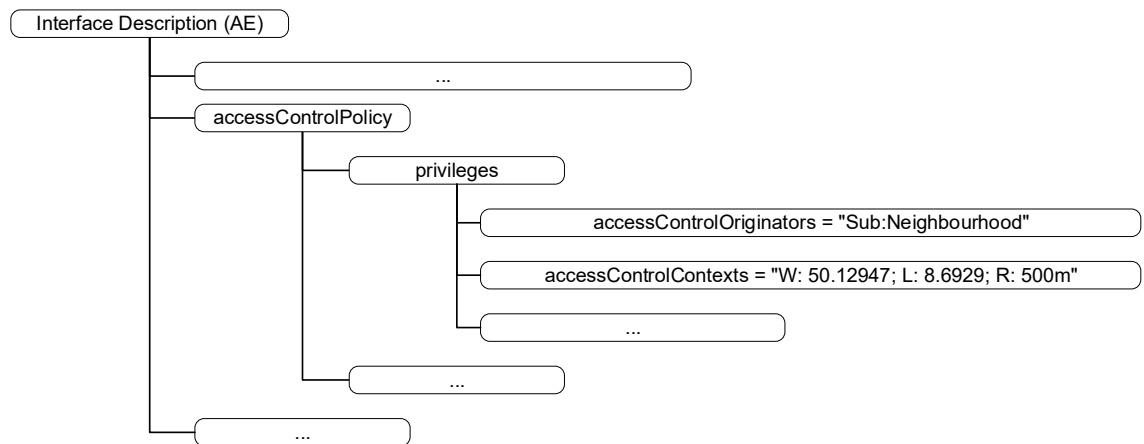 Interface Description (AE)
...
accessControlPolicy
privileges
accessControlOriginators = "Sub:Neighbourhood"
accessControlContexts = "W: 50.12947; L: 8.6929; R: 500m"
...
...
...